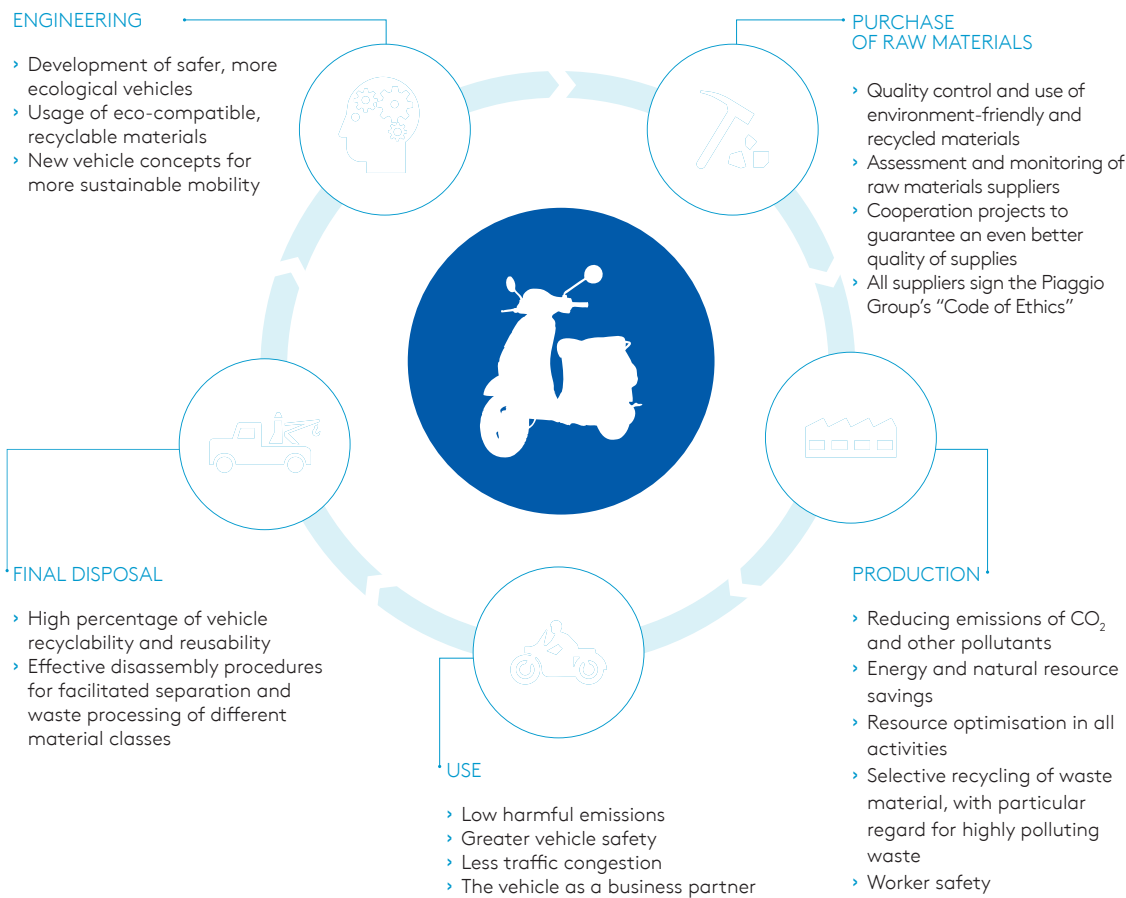 ENGINEERING
› Development of safer, more
ecological vehicles
› Usage of eco-compatible,
recyclable materials
› New vehicle concepts for
more sustainable mobility
PURCHASE
OF RAW MATERIALS
› Quality control and use of
environment-friendly and
recycled materials
› Assessment and monitoring of
raw materials suppliers
› Cooperation projects to
guarantee an even better
quality of supplies
› All suppliers sign the Piaggio
Group’s “Code of Ethics”
FINAL DISPOSAL
› High percentage of vehicle
recyclability and reusability
› Effective disassembly procedures
for facilitated separation and
waste processing of different
material classes
USE
› Low harmful emissions
› Greater vehicle safety
› Less traffic congestion
› The vehicle as a business partner
PRODUCTION
› Reducing emissions of CO₂
and other pollutants
› Energy and natural resource
savings
› Resource optimisation in all
activities
› Selective recycling of waste
material, with particular
regard for highly polluting
waste
› Worker safety